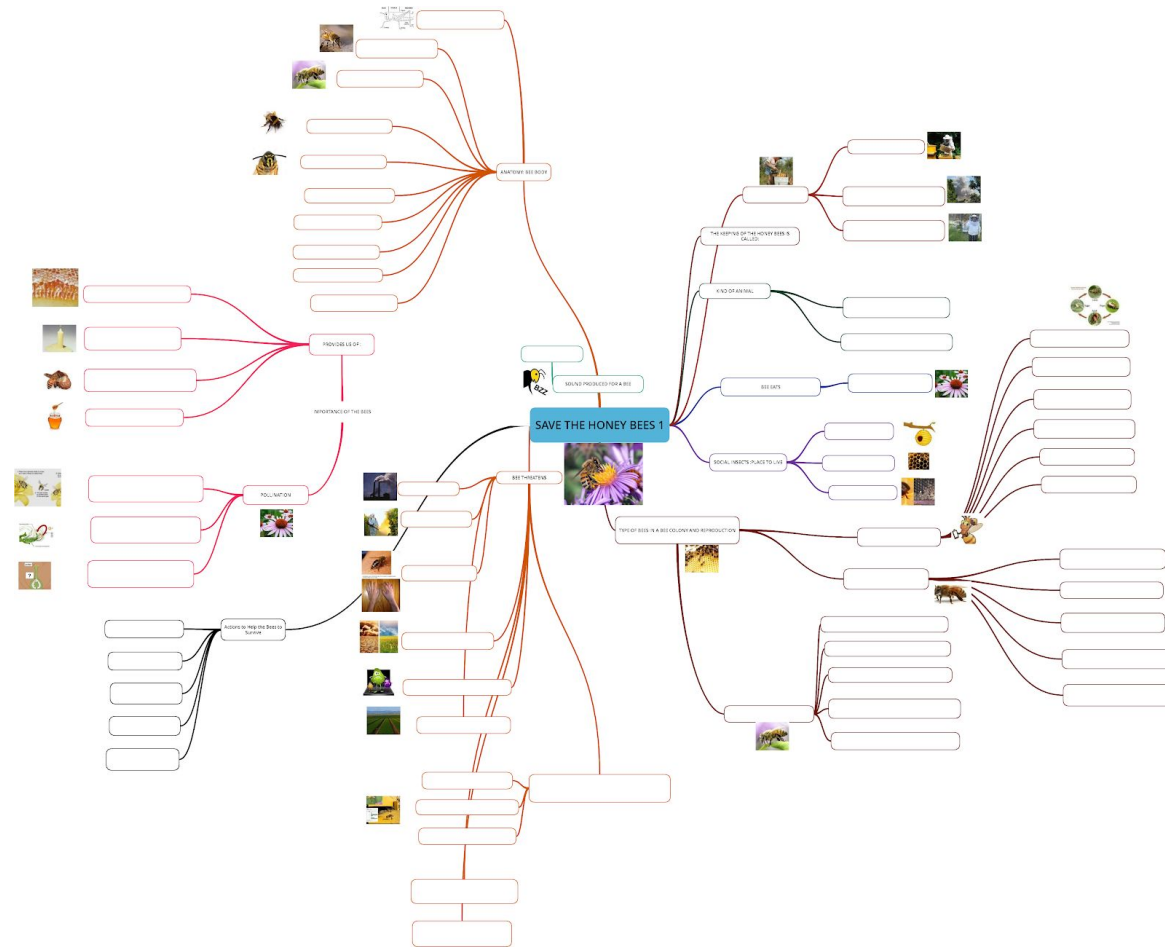 ANATOMY BEE BODY
THE KEEPING OF THE HONEY BEES IS
CALLED:
KIND OF ANIMAL
PROVIDES US OF :
SOUND PRODUCED FOR A BEE
BZZ
BEE EATS
IMPORTANCE OF THE BEES
SAVE THE HONEY BEES 1
SOCIAL INSECTS (PLACE TO LIVE
BEE THREATENS
POLLINATION
TYPE OF BEES IN A BEE COLONY AND REPRODUCTION
Actions to Help the Bees to
Survive